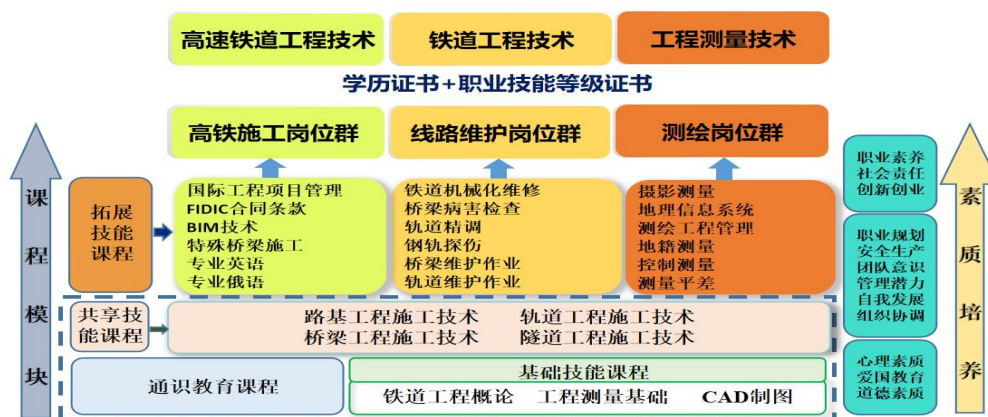 高速铁道工程技术
铁道工程技术
工程测量技术
学历证书+职业技能等级证书
高铁施工岗位群
线路维护岗位群
测绘岗位群
课程模块
拓展
技能
课程
国际工程项目管理
FIDIC合同条款
BIM技术
特殊桥梁施工
专业英语
专业俄语
铁道机械化维修
桥梁病害检查
轨道精调
钢轨探伤
桥梁维护作业
轨道维护作业
摄影测量
地理信息系统
测绘工程管理
地籍测量
控制测量
测量平差
共享技
能课程
路基工程施工技术 轨道工程施工技术
桥梁工程施工技术 隧道工程施工技术
通识教育课程
基础技能课程
铁道工程概论 工程测量基础 CAD制图
职业素养
社会责任
创新创业
职业规划
安全生产
团队意识
管理潜力
自我发展
组织协调
心理素质
爱国教育
道德素质
素质培养